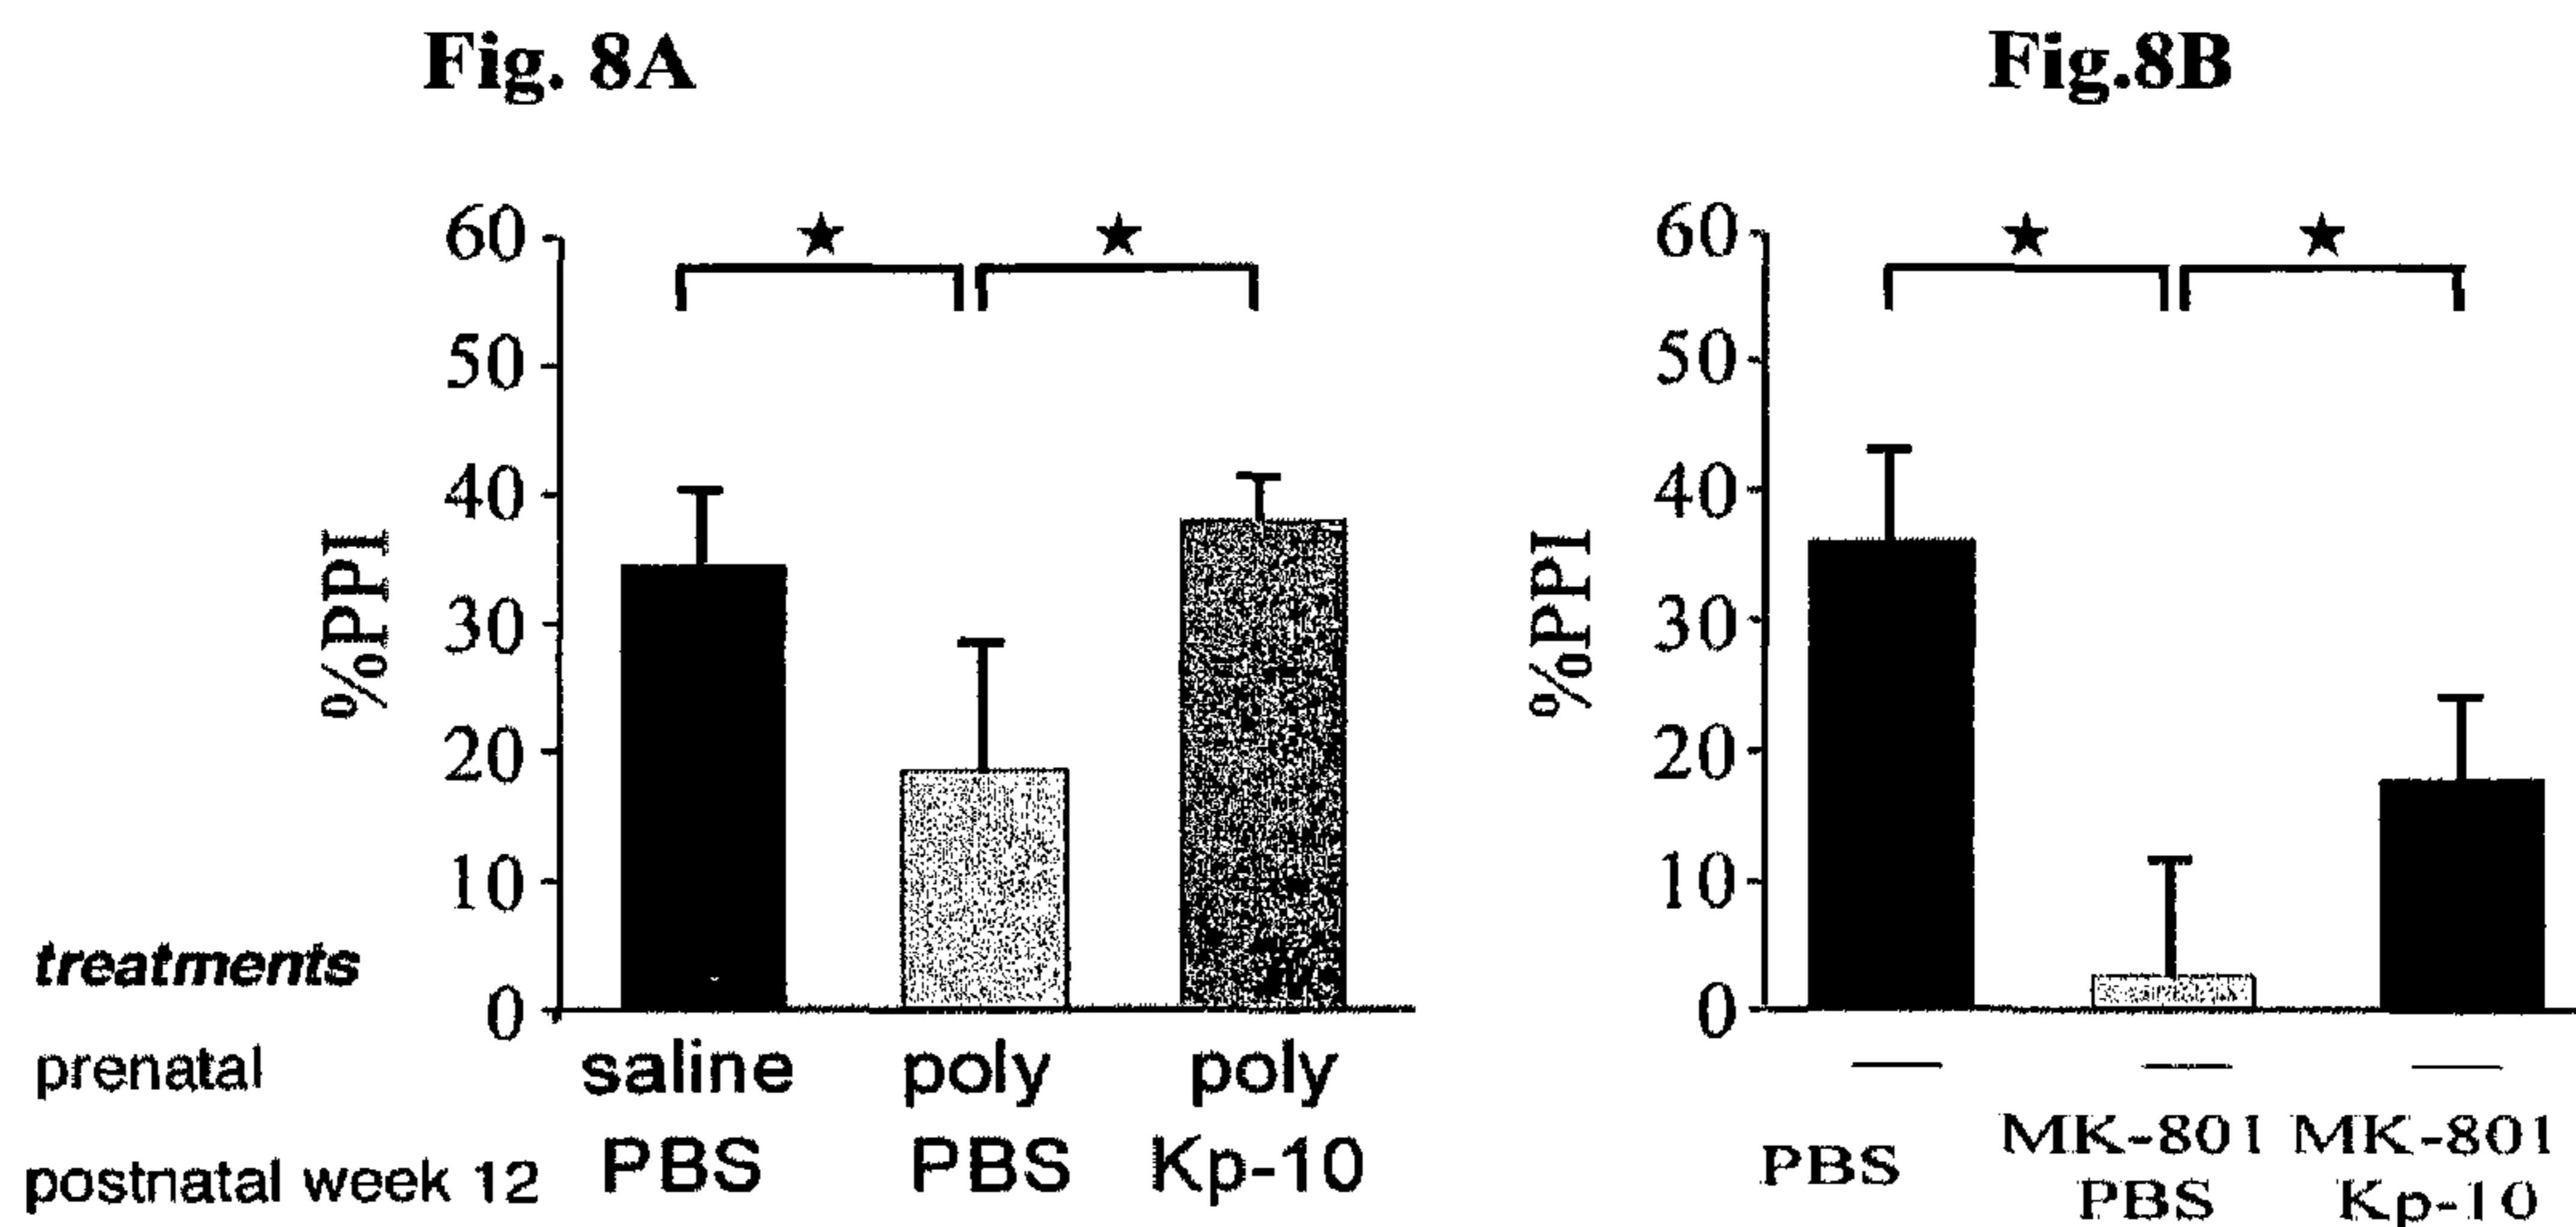 Fig. 8A
60
50
40
30
20
10
0
%PPI
★ ★
treatments
prenatal saline poly poly
postnatal week 12 PBS PBS Kp-10
Fig.8B
60
50
40
30
20
10
0
%PPI
★ ★
— — —
PBS MK-801 MK-801
PBS Kp-10